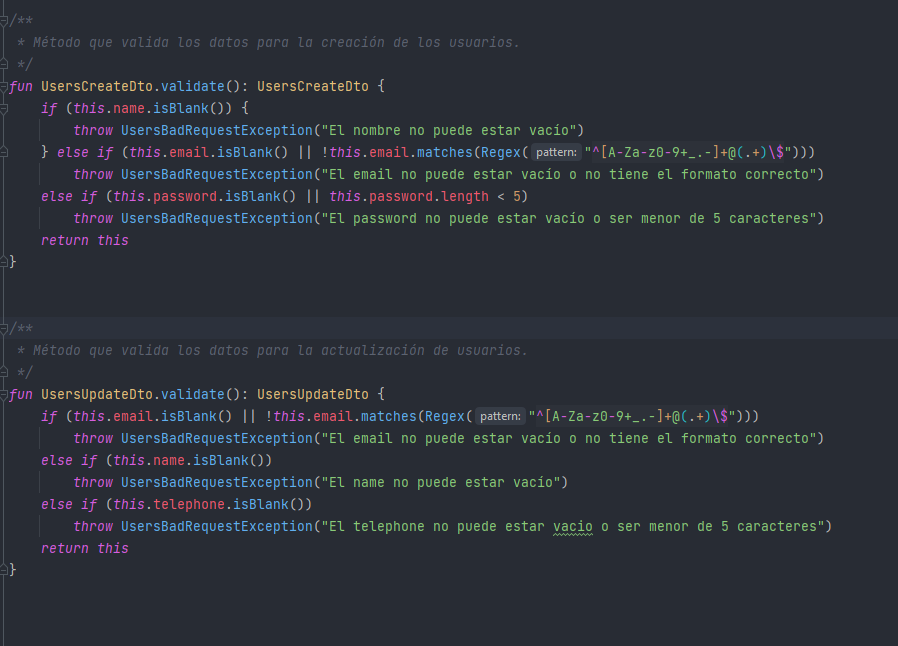 /**
 * Método que valida los datos para la creación de los usuarios.
 */
fun UsersCreateDto.validate(): UsersCreateDto {
    if (this.name.isBlank()) {
        throw UsersBadRequestException("El nombre no puede estar vacío")
    } else if (this.email.isBlank() || !this.email.matches(Regex( pattern: "^[A-Za-z0-9+_.-]+@(.+)\$")))
        throw UsersBadRequestException("El email no puede estar vacío o no tiene el formato correcto")
    else if (this.password.isBlank() || this.password.length < 5)
        throw UsersBadRequestException("El password no puede estar vacío o ser menor de 5 caracteres")
    return this
}
/**
 * Método que valida los datos para la actualización de usuarios.
 */
fun UsersUpdateDto.validate(): UsersUpdateDto {
    if (this.email.isBlank() || !this.email.matches(Regex( pattern: "^[A-Za-z0-9+_.-]+@(.+)\$")))
        throw UsersBadRequestException("El email no puede estar vacío o no tiene el formato correcto")
    else if (this.name.isBlank())
        throw UsersBadRequestException("El name no puede estar vacío")
    else if (this.telephone.isBlank())
        throw UsersBadRequestException("El telephone no puede estar vacio o ser menor de 5 caracteres")
    return this
}